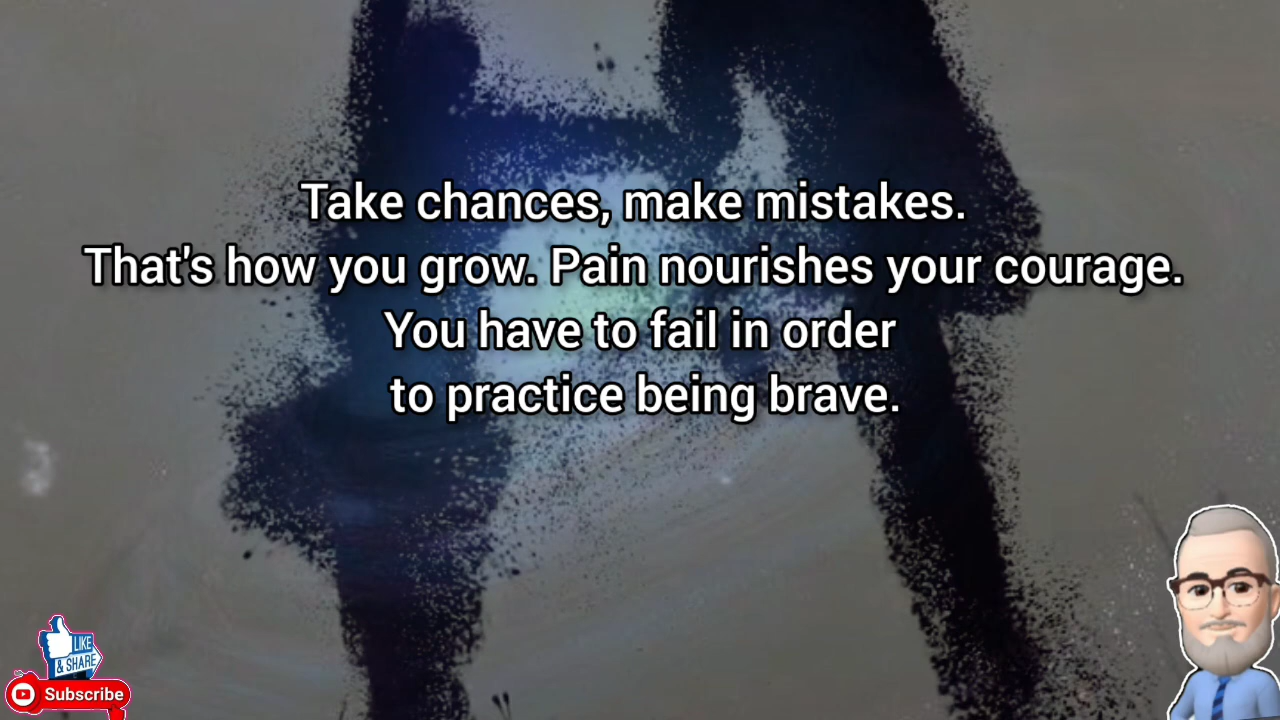 Take chances, make mistakes.
That's how you grow. Pain nourishes your courage.
You have to fail in order
to practice being brave.
LIKE
& SHARE
Subscribe